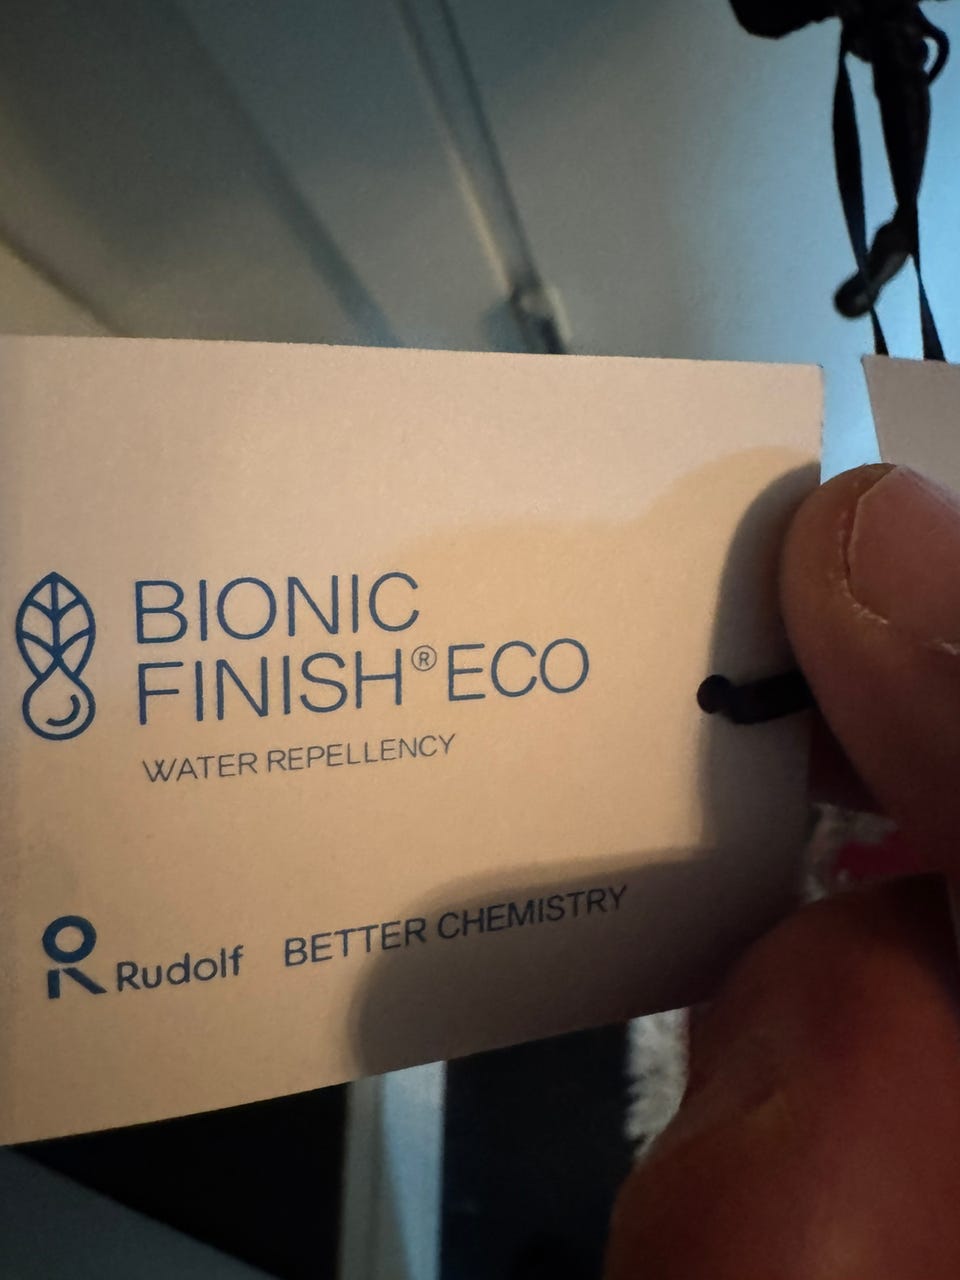 BIONIC
FINISH®ECO
WATER REPELLENCY
Rudolf BETTER CHEMISTRY